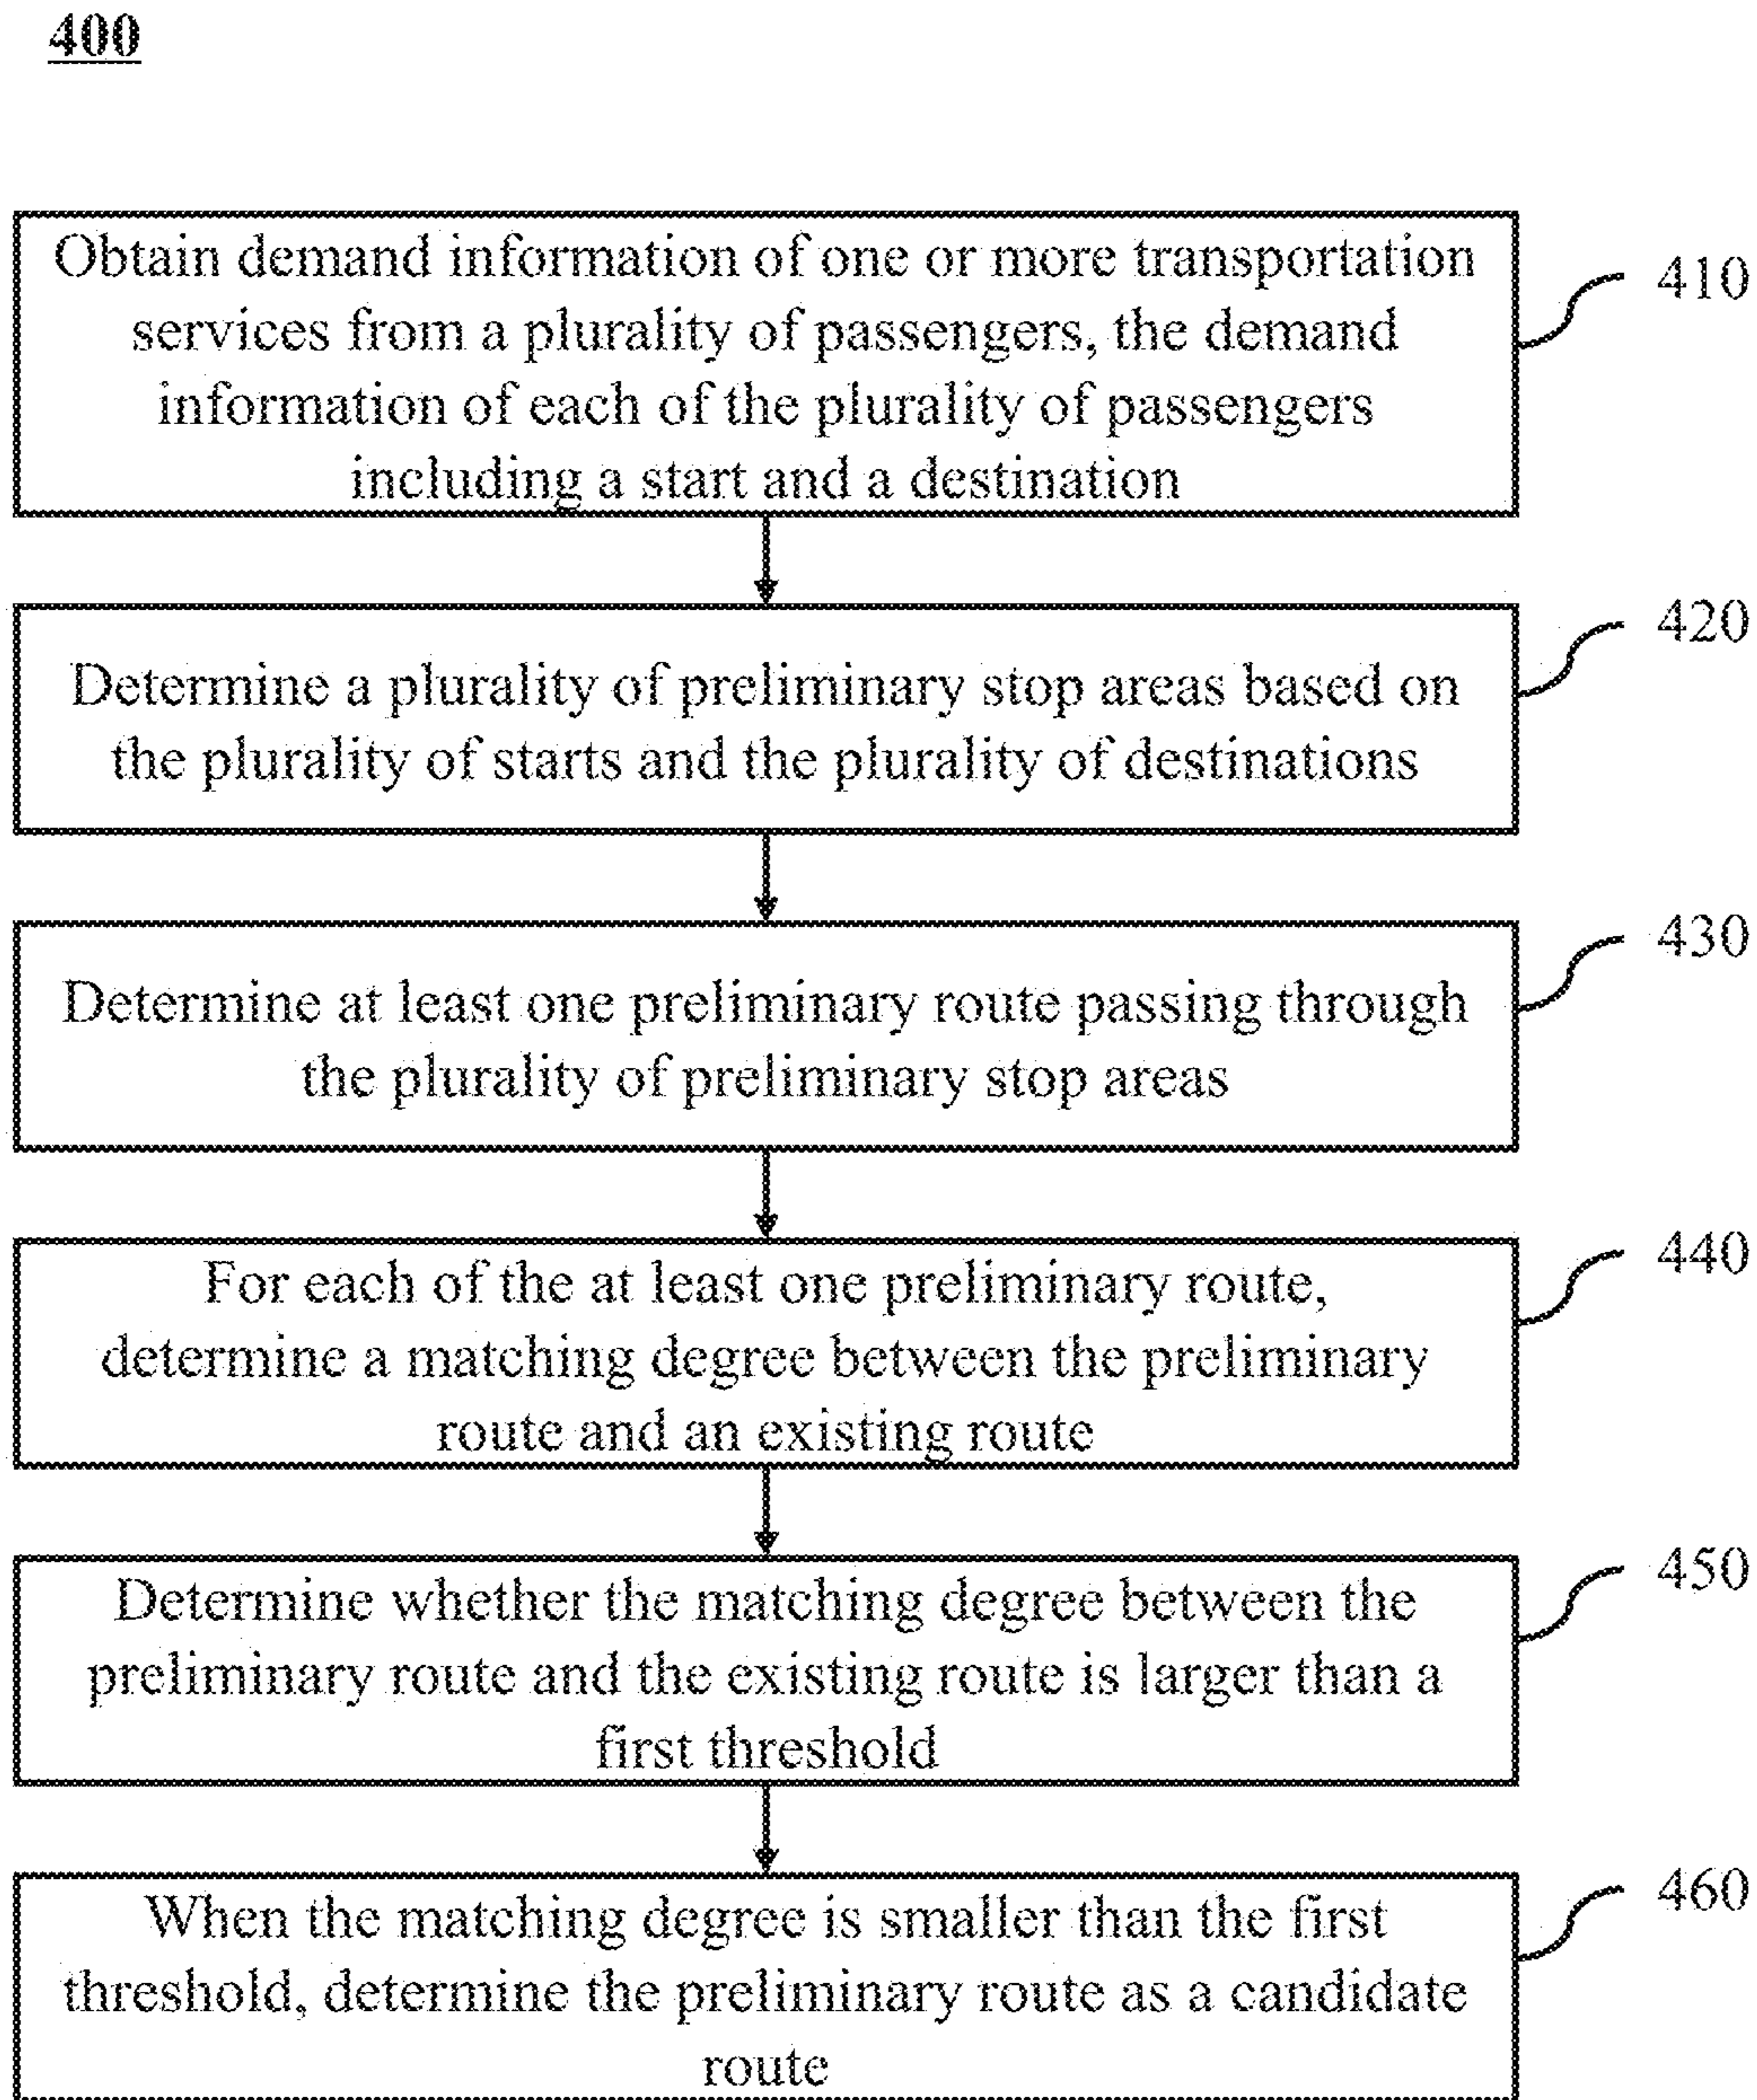 400
Obtain demand information of one or more transportation
services from a plurality of passengers, the demand
information of each of the plurality of passengers
including a start and a destination
410
Determine a plurality of preliminary stop areas based on
the plurality of starts and the plurality of destinations
420
Determine at least one preliminary route passing through
the plurality of preliminary stop areas
430
For each of the at least one preliminary route,
determine a matching degree between the preliminary
route and an existing route
440
Determine whether the matching degree between the
preliminary route and the existing route is larger than a
first threshold
450
When the matching degree is smaller than the first
threshold, determine the preliminary route as a candidate
route
460